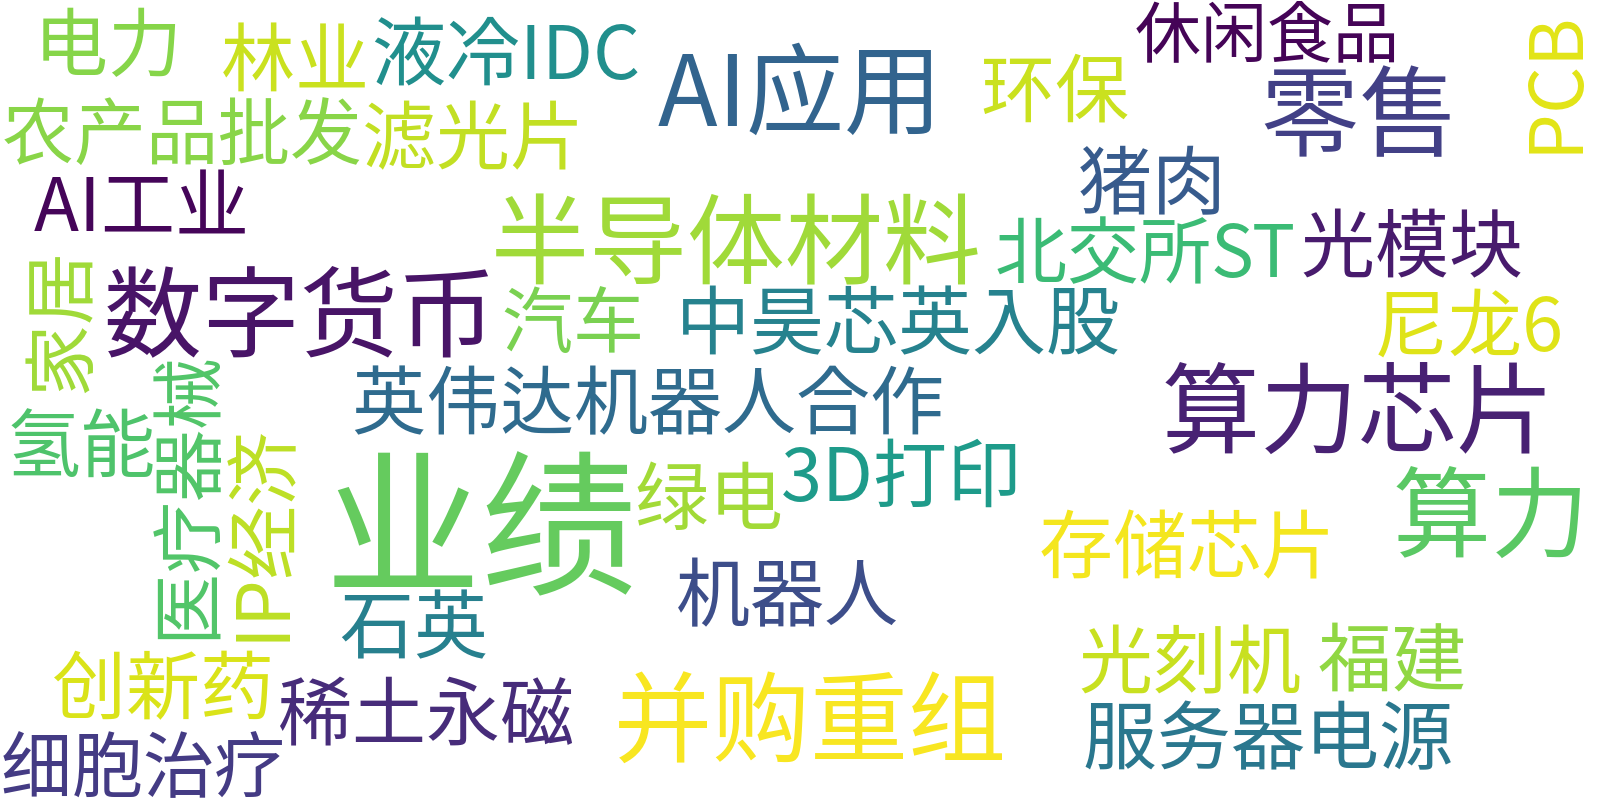 电力
林业
液冷IDC
AI应用
环保
休闲食品
零售
PCB
农产品批发
滤光片
猪肉
AI工业
半导体材料
北交所ST
光模块
家居
数字货币
汽车
中昊芯英入股
尼龙6
英伟达机器人合作
算力芯片
氢能
医疗器械
IP经济
业绩
绿电
3D打印
算力
存储芯片
机器人
石英
创新药
稀土永磁
并购重组
光刻机
福建
服务器电源
细胞治疗